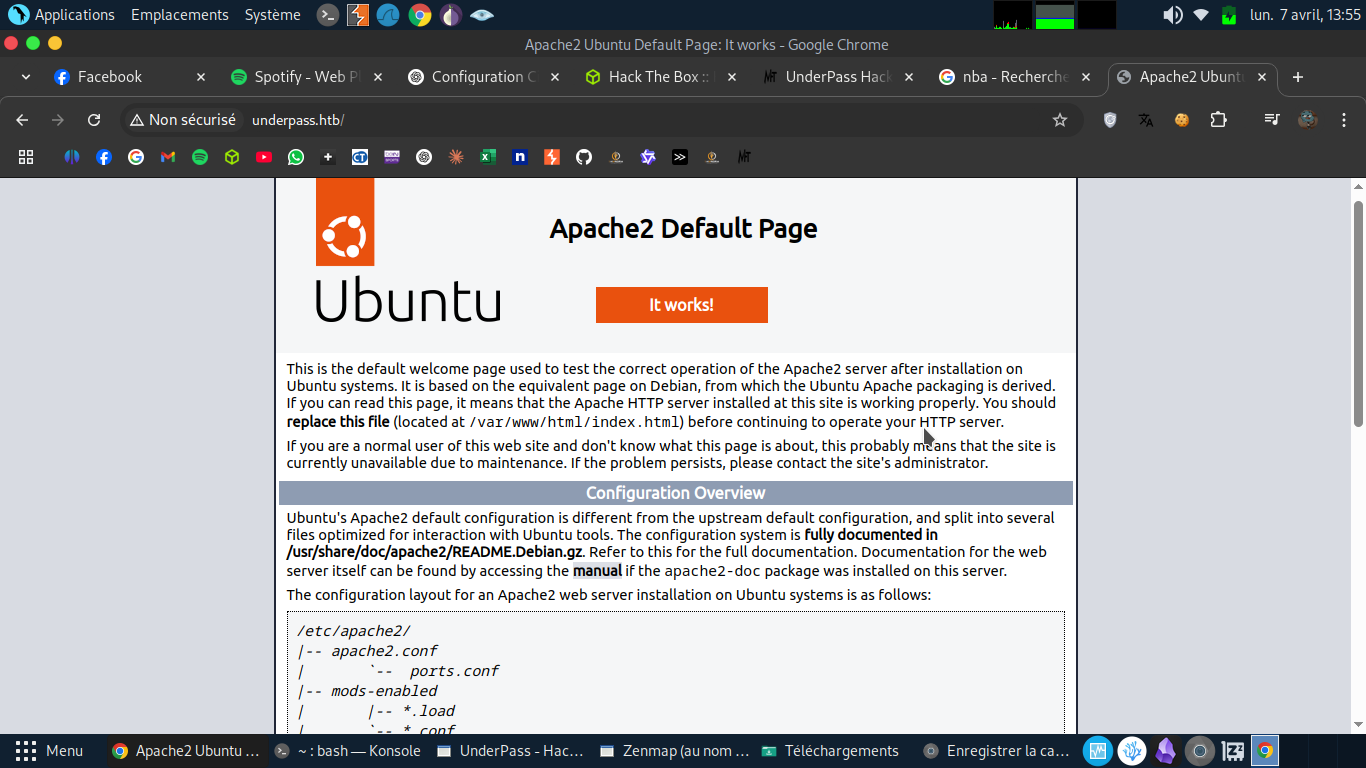 Applications Emplacements Système lun. 7 avril, 13:55
Apache2 Ubuntu Default Page: It works - Google Chrome
Facebook Spotify - Web P Configuration C Hack The Box :: UnderPass Hac nba - Recherche Apache2 Ubunt
Non sécurisé underpass.htb/
Apache2 Default Page
Ubuntu
It works!
This is the default welcome page used to test the correct operation of the Apache2 server after installation on
Ubuntu systems. It is based on the equivalent page on Debian, from which the Ubuntu Apache packaging is derived.
If you can read this page, it means that the Apache HTTP server installed at this site is working properly. You should
replace this file (located at /var/www/html/index.html) before continuing to operate your HTTP server.
If you are a normal user of this web site and don't know what this page is about, this probably means that the site is
currently unavailable due to maintenance. If the problem persists, please contact the site's administrator.
Configuration Overview
Ubuntu's Apache2 default configuration is different from the upstream default configuration, and split into several
files optimized for interaction with Ubuntu tools. The configuration system is fully documented in
/usr/share/doc/apache2/README.Debian.gz. Refer to this for the full documentation. Documentation for the web
server itself can be found by accessing the manual if the apache2-doc package was installed on this server.
The configuration layout for an Apache2 web server installation on Ubuntu systems is as follows:
/etc/apache2/
|-- apache2.conf
|       `--  ports.conf
|-- mods-enabled
|       |-- *.load
|       `-- *.conf
Menu Apache2 Ubuntu ... ~ : bash — Konsole UnderPass - Hac... Zenmap (au nom ... Téléchargements Enregistrer la ca...